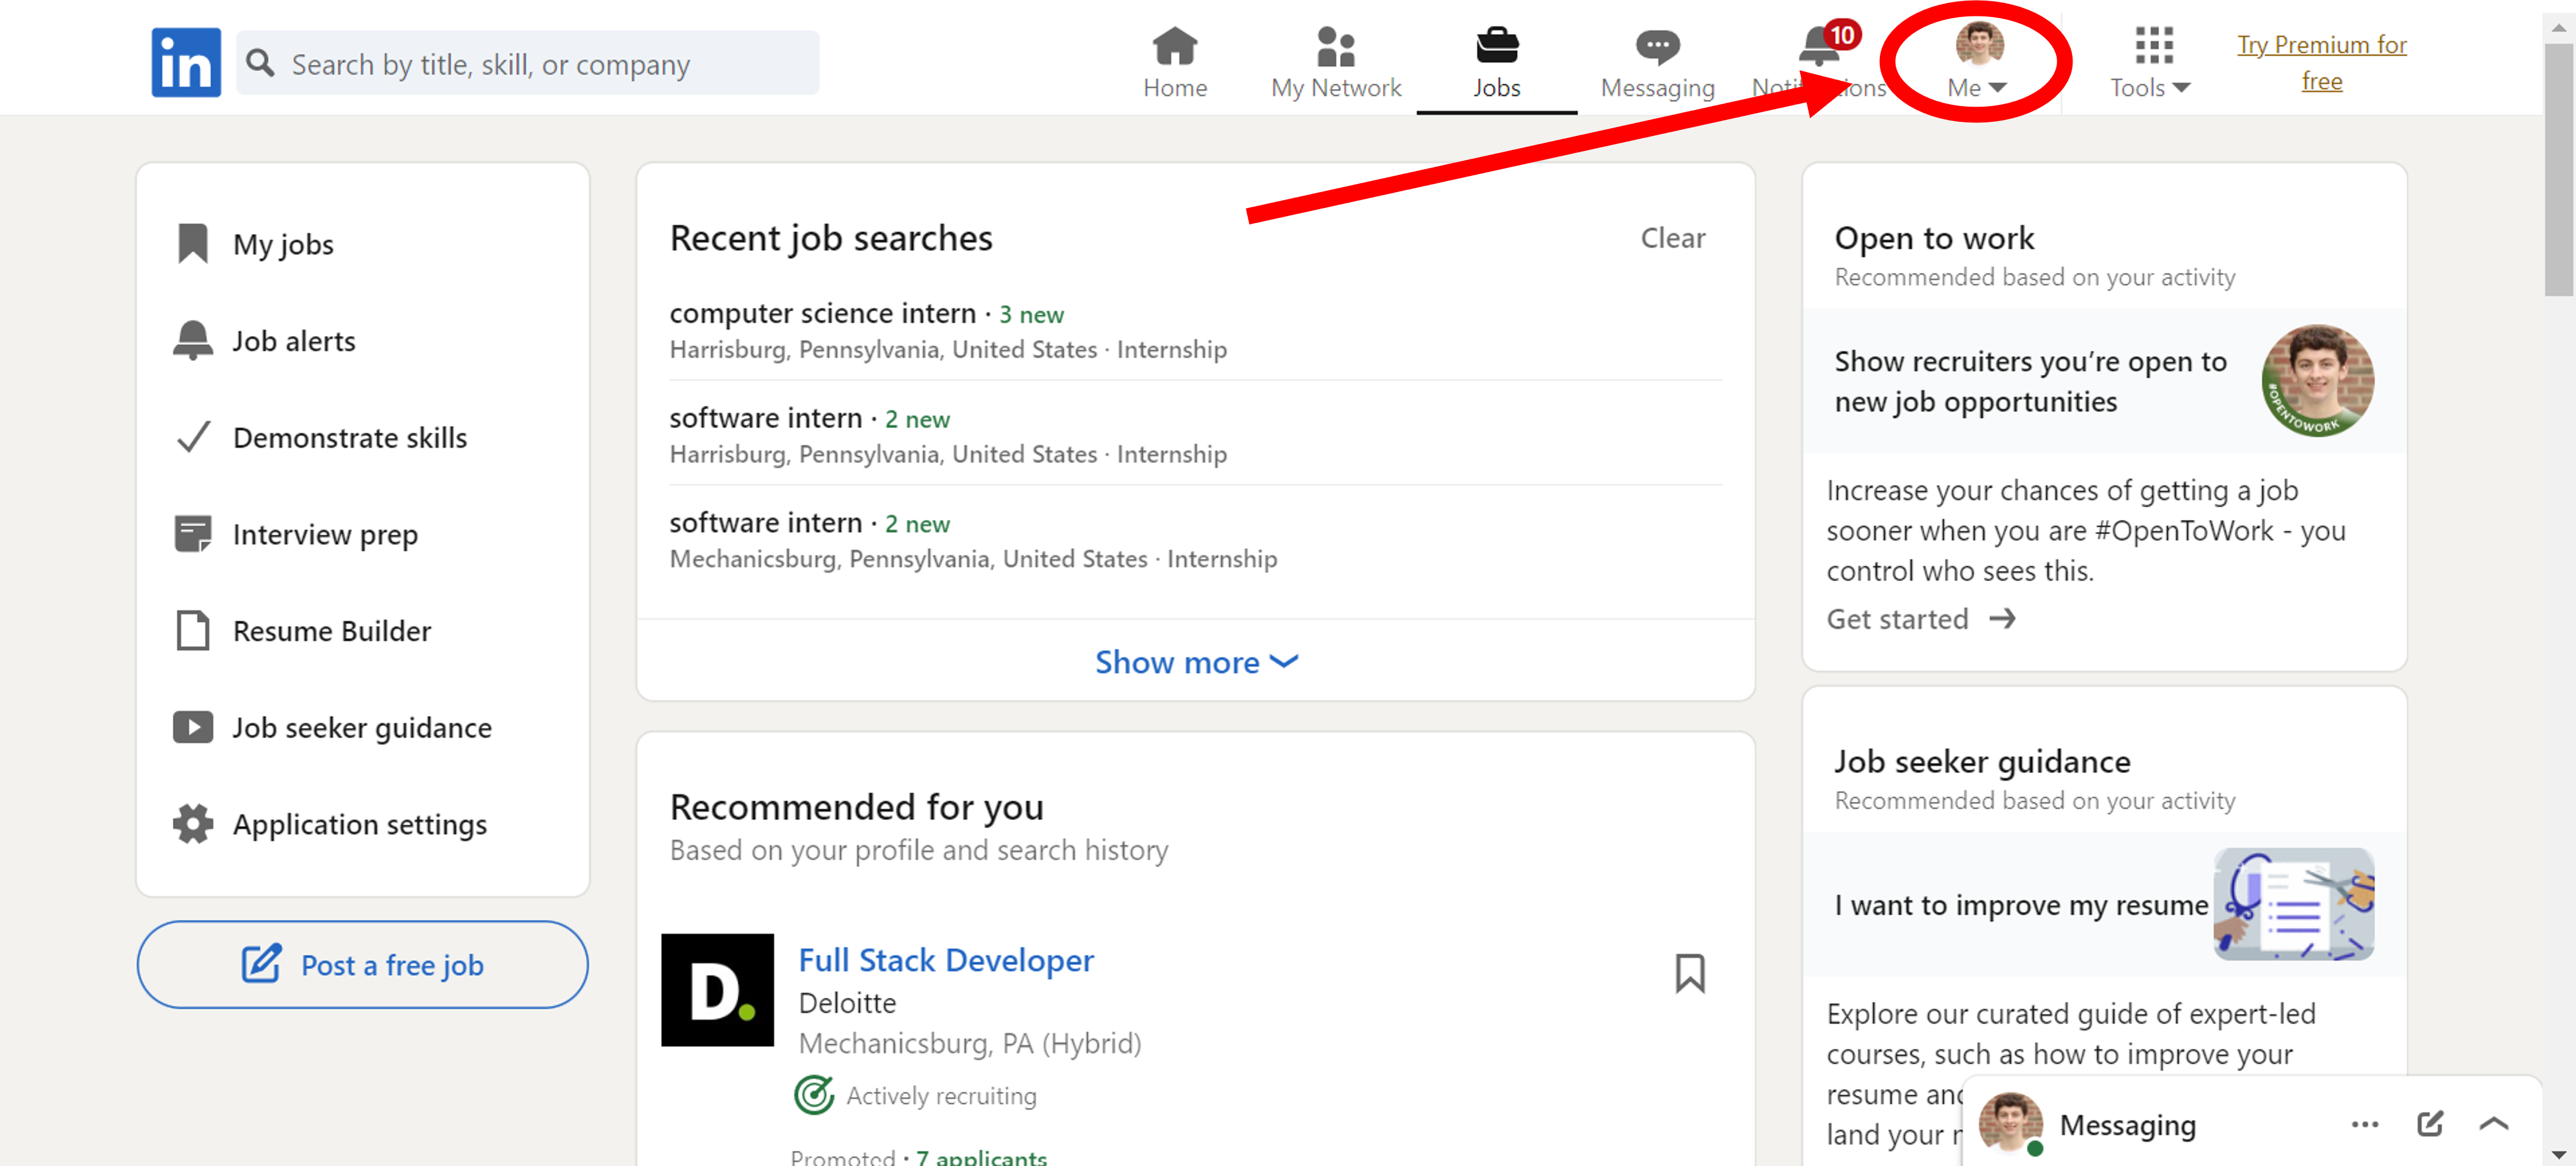 in
Search by title, skill, or company
Home
My Network
Jobs
Messaging
10
Me
Tools
Try Premium for
free
My jobs
Job alerts
Demonstrate skills
Interview prep
Resume Builder
Job seeker guidance
Application settings
Post a free job
Recent job searches
Clear
computer science intern · 3 new
Harrisburg, Pennsylvania, United States · Internship
software intern · 2 new
Harrisburg, Pennsylvania, United States · Internship
software intern · 2 new
Mechanicsburg, Pennsylvania, United States · Internship
Show more
Recommended for you
Based on your profile and search history
D.
Full Stack Developer
Deloitte
Mechanicsburg, PA (Hybrid)
Actively recruiting
Promoted · 7 applicants
Open to work
Recommended based on your activity
Show recruiters you're open to
new job opportunities
#OPENTOWORK
Increase your chances of getting a job
sooner when you are #OpenToWork - you
control who sees this.
Get started →
Job seeker guidance
Recommended based on your activity
I want to improve my resume
Explore our curated guide of expert-led
courses, such as how to improve your
resume
land your
Messaging